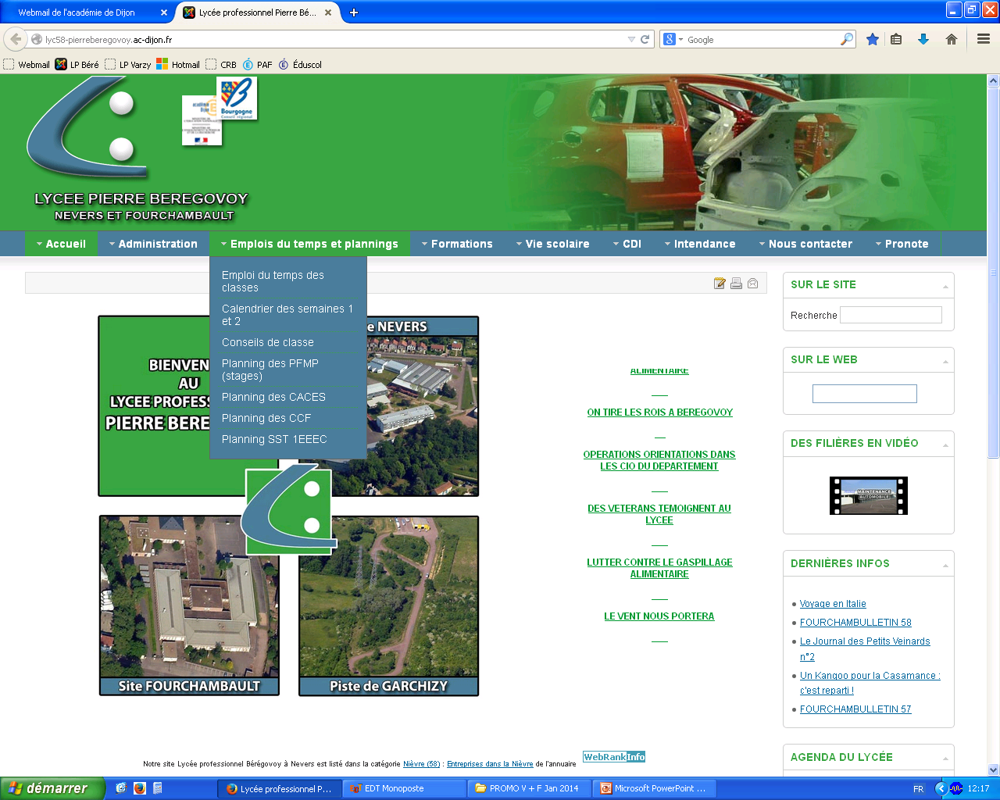 Webmail de l'académie de Dijon
Lycée professionnel Pierre Bé...
lyc58-pierreberegovoy.ac-dijon.fr
Google
Webmail
LP Béré
LP Varzy
Hotmail
CRB
PAF
Éduscol
Bourgogne
Conseil régional
LYCEE PIERRE BEREGOVOY
NEVERS ET FOURCHAMBAULT
Accueil
Administration
Emplois du temps et plannings
Formations
Vie scolaire
CDI
Intendance
Nous contacter
Pronote
Emploi du temps des
classes
Calendrier des semaines 1
et 2
Conseils de classe
Planning des PFMP
(stages)
Planning des CACES
Planning des CCF
Planning SST 1EEEC
BIENVEN
AU
LYCEE PROFESS
PIERRE BERE
e NEVERS
Site FOURCHAMBAULT
Piste de GARCHIZY
ALIMENTAIRE
ON TIRE LES ROIS A BEREGOVOY
OPERATIONS ORIENTATIONS DANS
LES CIO DU DEPARTEMENT
DES VETERANS TEMOIGNENT AU
LYCEE
LUTTER CONTRE LE GASPILLAGE
ALIMENTAIRE
LE VENT NOUS PORTERA
SUR LE SITE
Recherche
SUR LE WEB
DES FILIÈRES EN VIDÉO
MAINTENANCE
AUTOMOBILE
DERNIÈRES INFOS
Voyage en Italie
FOURCHAMBULLETIN 58
Le Journal des Petits Veinards
n°2
Un Kangoo pour la Casamance :
c'est reparti !
FOURCHAMBULLETIN 57
AGENDA DU LYCÉE
Notre site Lycée professionnel Bérégovoy à Nevers est listé dans la catégorie Nièvre (58) : Entreprises dans la Nièvre de l'annuaire
WebRankInfo
démarrer
Lycée professionnel P...
EDT Monoposte
PROMO V + F Jan 2014
Microsoft PowerPoint ...
FR
12:17